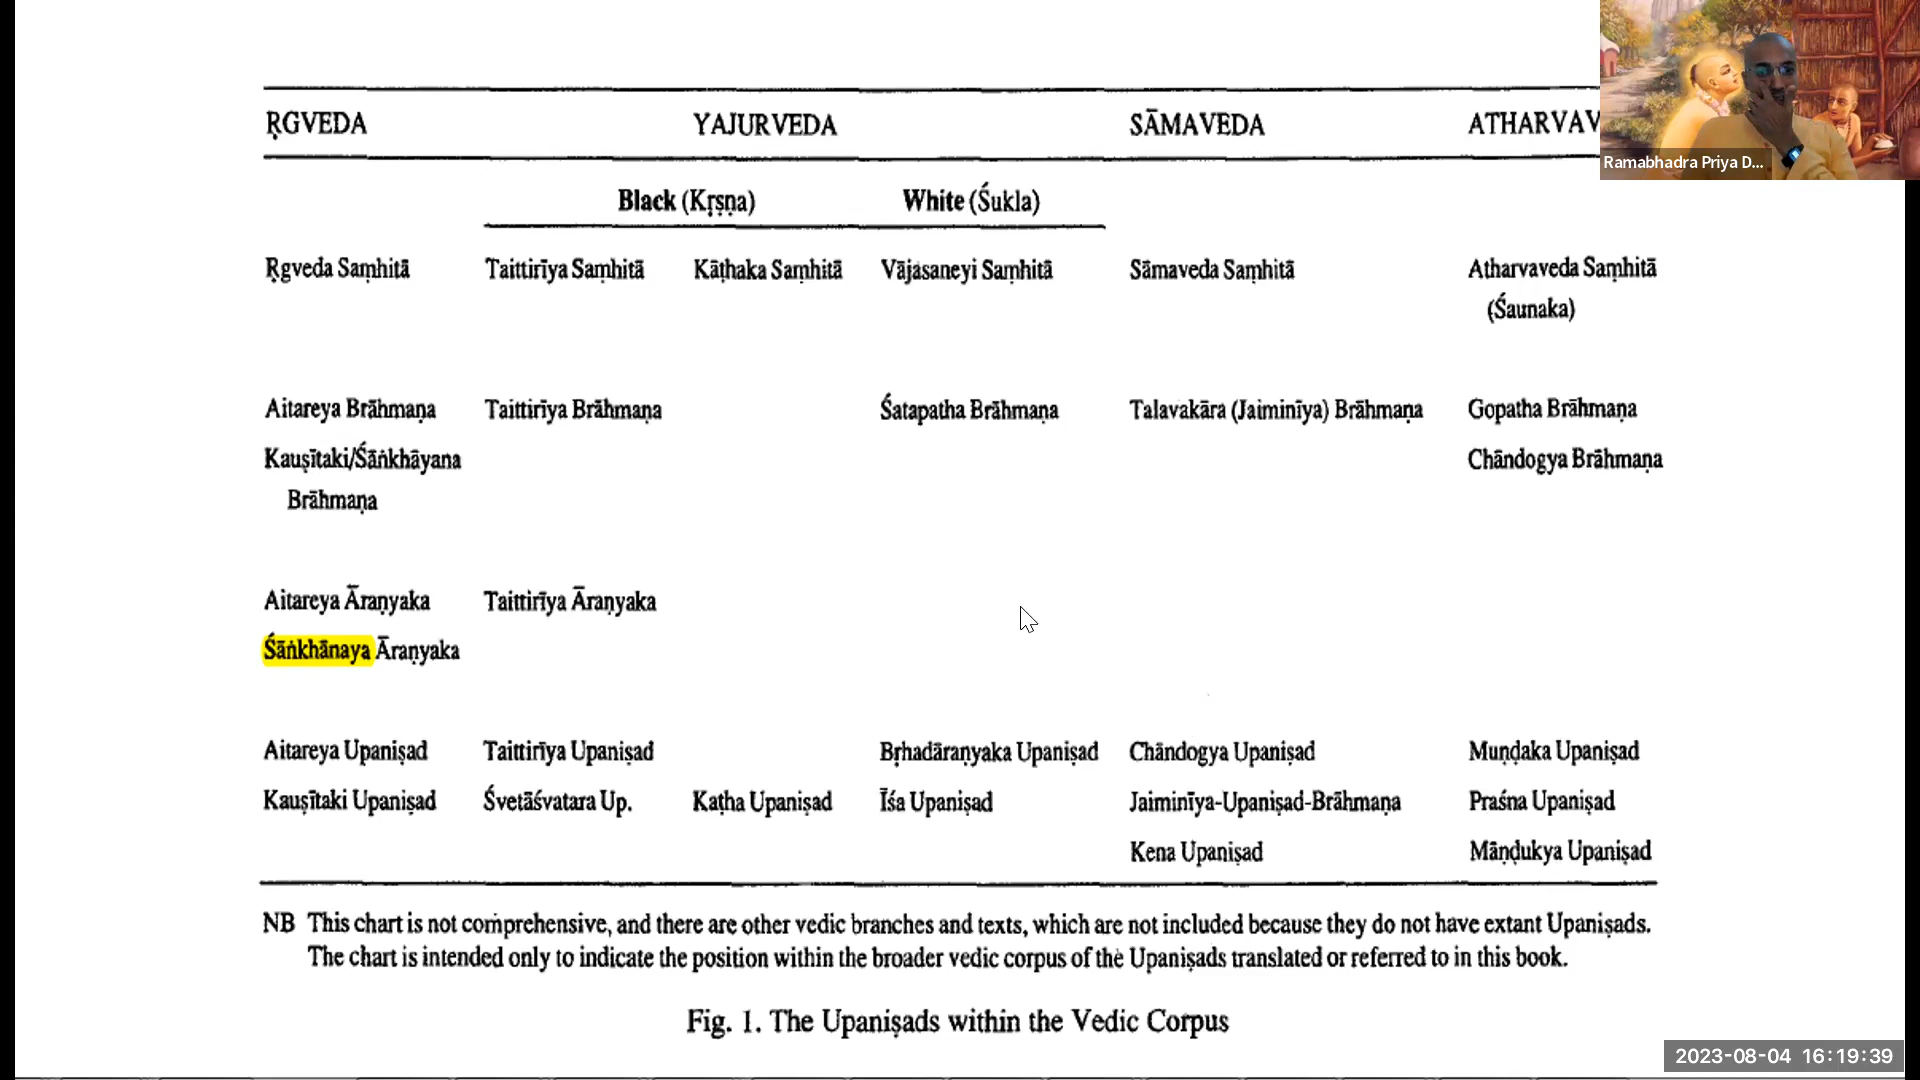 ṚGVEDA YAJURVEDA SĀMAVEDA ATHARVAV
Ramabhadra Priya D...
Black (Kṛṣṇa) White (Śukla)
Ṛgveda Saṃhitā Taittirīya Saṃhitā Kāṭhaka Saṃhitā Vājasaneyi Saṃhitā Sāmaveda Saṃhitā Atharvaveda Saṃhitā
(Śaunaka)
Aitareya Brāhmaṇa Taittirīya Brāhmaṇa Śatapatha Brāhmaṇa Talavakāra (Jaiminīya) Brāhmaṇa Gopatha Brāhmaṇa
Kauṣītaki/Śāṅkhāyana Chāndogya Brāhmaṇa
Brāhmaṇa
Aitareya Āraṇyaka Taittirīya Āraṇyaka
Śāṅkhānaya Āraṇyaka
Aitareya Upaniṣad Taittirīya Upaniṣad Bṛhadāraṇyaka Upaniṣad Chāndogya Upaniṣad Muṇḍaka Upaniṣad
Kauṣītaki Upaniṣad Śvetāśvatara Up. Kaṭha Upaniṣad Īśa Upaniṣad Jaiminīya-Upaniṣad-Brāhmaṇa Praśna Upaniṣad
Kena Upaniṣad Māṇḍukya Upaniṣad
NB This chart is not comprehensive, and there are other vedic branches and texts, which are not included because they do not have extant Upaniṣads.
The chart is intended only to indicate the position within the broader vedic corpus of the Upaniṣads translated or referred to in this book.
Fig. 1. The Upaniṣads within the Vedic Corpus
2023-08-04 16:19:39